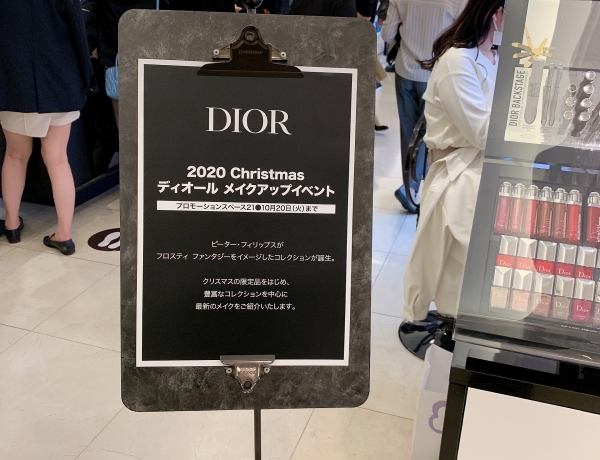 DIOR
2020 Christmas
ディオール メイクアップイベント
プロモーションスペース21●10月20日(火)まで
ピーター・フィリップスが
フロスティ ファンタジーをイメージしたコレクションが誕生。
クリスマスの限定品をはじめ、
豊富なコレクションを中心に
最新のメイクをご紹介いたします。
DIOR BACKSTAGE
Dior Dior Dior